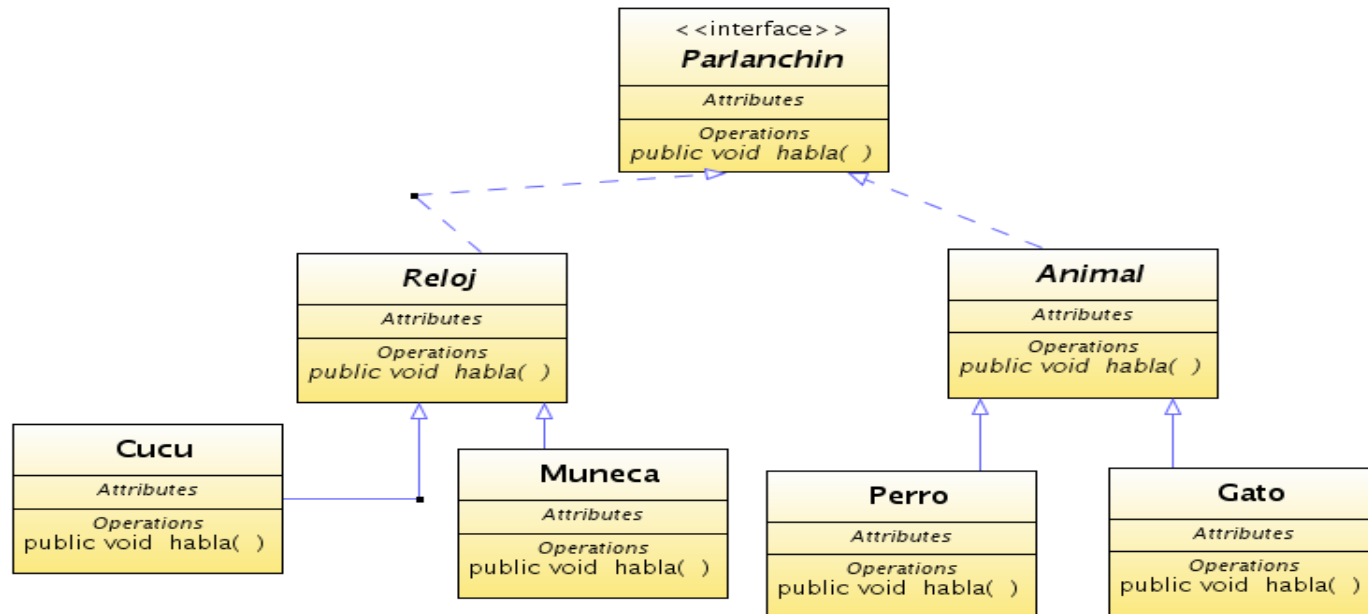 <<interface>>
Parlanchin
Attributes
Operations
public void habla( )
Reloj
Attributes
Operations
public void habla( )
Animal
Attributes
Operations
public void habla( )
Cucu
Attributes
Operations
public void habla( )
Muneca
Attributes
Operations
public void habla( )
Perro
Attributes
Operations
public void habla( )
Gato
Attributes
Operations
public void habla( )